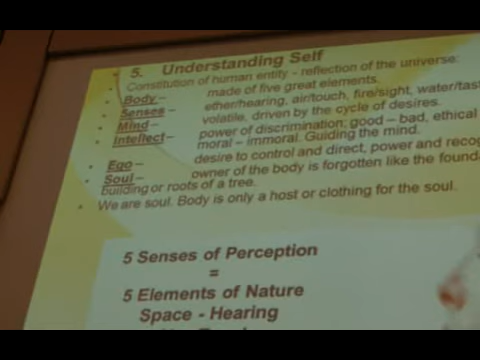 5. Understanding Self
Constitution of human entity - reflection of the universe.
Body – made of five great elements.
Senses – ether/hearing, air/touch, fire/sight, water/tast
Mind – volatile, driven by the cycle of desires.
Intellect – power of discrimination; good – bad, ethical
moral – immoral. Guiding the mind.
Ego – desire to control and direct, power and recog
Soul – owner of the body is forgotten like the founda
building or roots of a tree.
We are soul. Body is only a host or clothing for the soul.
5 Senses of Perception
=
5 Elements of Nature
Space - Hearing